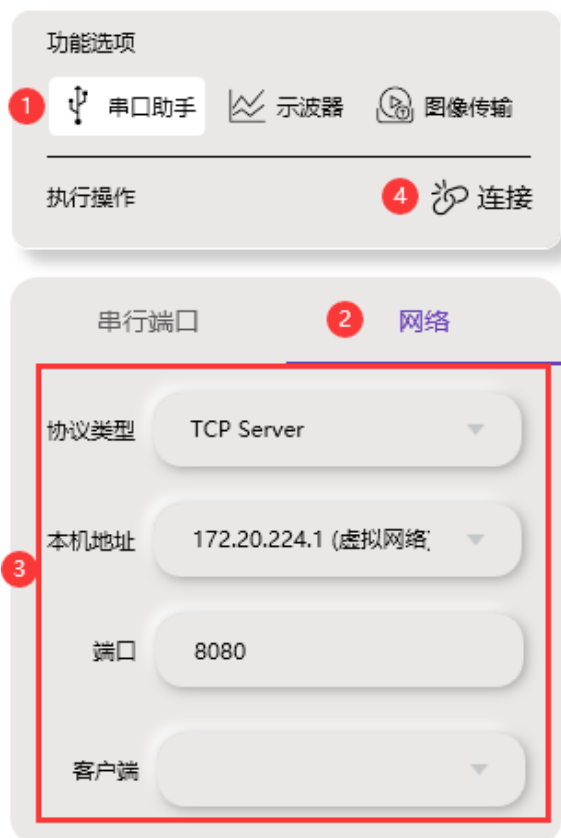 功能选项
1 串口助手 示波器 图像传输
执行操作 4 连接
串行端口 2 网络
协议类型 TCP Server
本机地址 172.20.224.1 (虚拟网络)
3
端口 8080
客户端